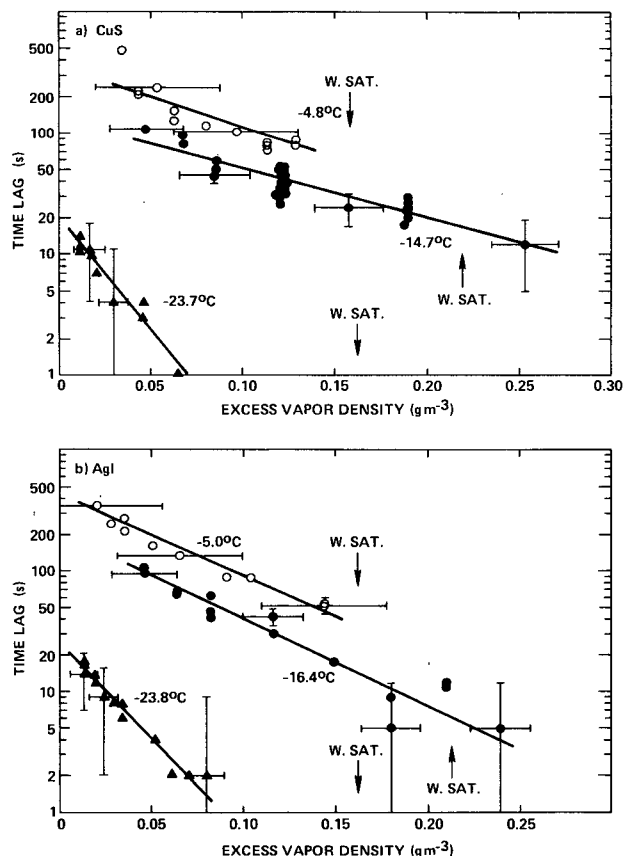 a) CuS
500
200
100
50
20
10
5
2
1
TIME LAG (s)
W. SAT.
-4.8°C
-14.7°C
W. SAT.
-23.7°C
W. SAT.
0 0.05 0.10 0.15 0.20 0.25 0.30
EXCESS VAPOR DENSITY (gm⁻³)
b) AgI
500
200
100
50
20
10
5
2
1
TIME LAG (s)
-5.0°C
W. SAT.
-16.4°C
-23.8°C
W. SAT.
W. SAT.
0 0.05 0.10 0.15 0.20 0.25
EXCESS VAPOR DENSITY (gm⁻³)